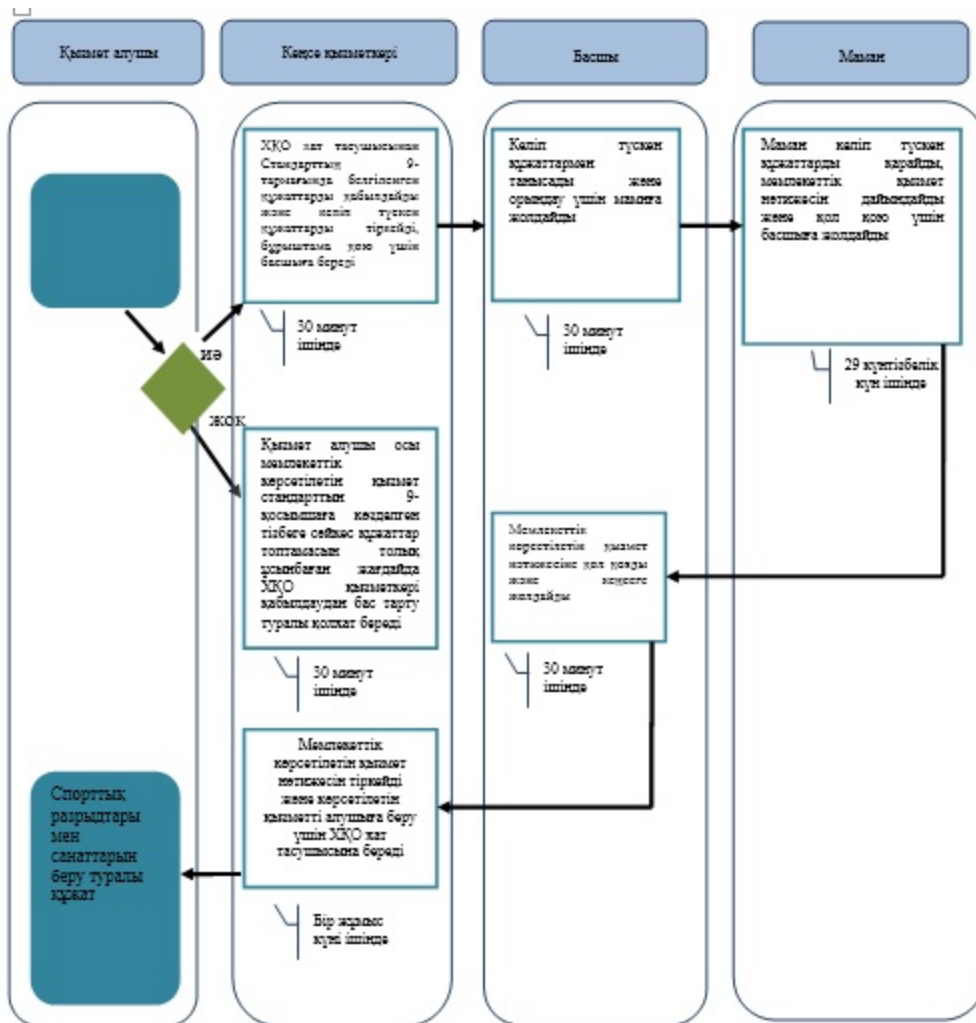 Қызмет алушы
Кеңсе қызметкері
Басшы
Маман
ХҚО хат тасушысынан
Стандарттың 9-
тармағында белгіленген
құжаттарды қабылдайды
және келіп түскен
құжаттарды тіркейді,
бұрыштама қою үшін
басшыға береді
30 минут
ішінде
Келіп түскен
құжаттармен
танысады және
орындау үшін маманға
жолдайды
30 минут
ішінде
Маман келіп түскен
құжаттарды қарайды,
мемлекеттік қызмет
нәтижесін дайындайды
және қол қою үшін
басшыға жолдайды
29 күнтізбелік
күн ішінде
иә
жоқ
Қызмет алушы осы
мемлекеттік
көрсетілетін қызмет
стандарттын 9-
қосымшаға көзделген
тізбеге сәйкес құжаттар
топтамасын толық
ұсынбаған жағдайда
ХҚО қызметкері
қабылдаудан бас тарту
туралы қолхат береді
30 минут
ішінде
Мемлекеттік
көрсетілетін қызмет
нәтижесіне қол қояды
және кеңсеге
жолдайды
30 минут
ішінде
Мемлекеттік
көрсетілетін қызмет
нәтижесін тіркейді
және көрсетілетін
қызметті алушыға беру
үшін ХҚО хат
тасушысына береді
Бір жұмыс
күні ішінде
Спорттық
разрядтары
мен
санаттарын
беру туралы
құжат